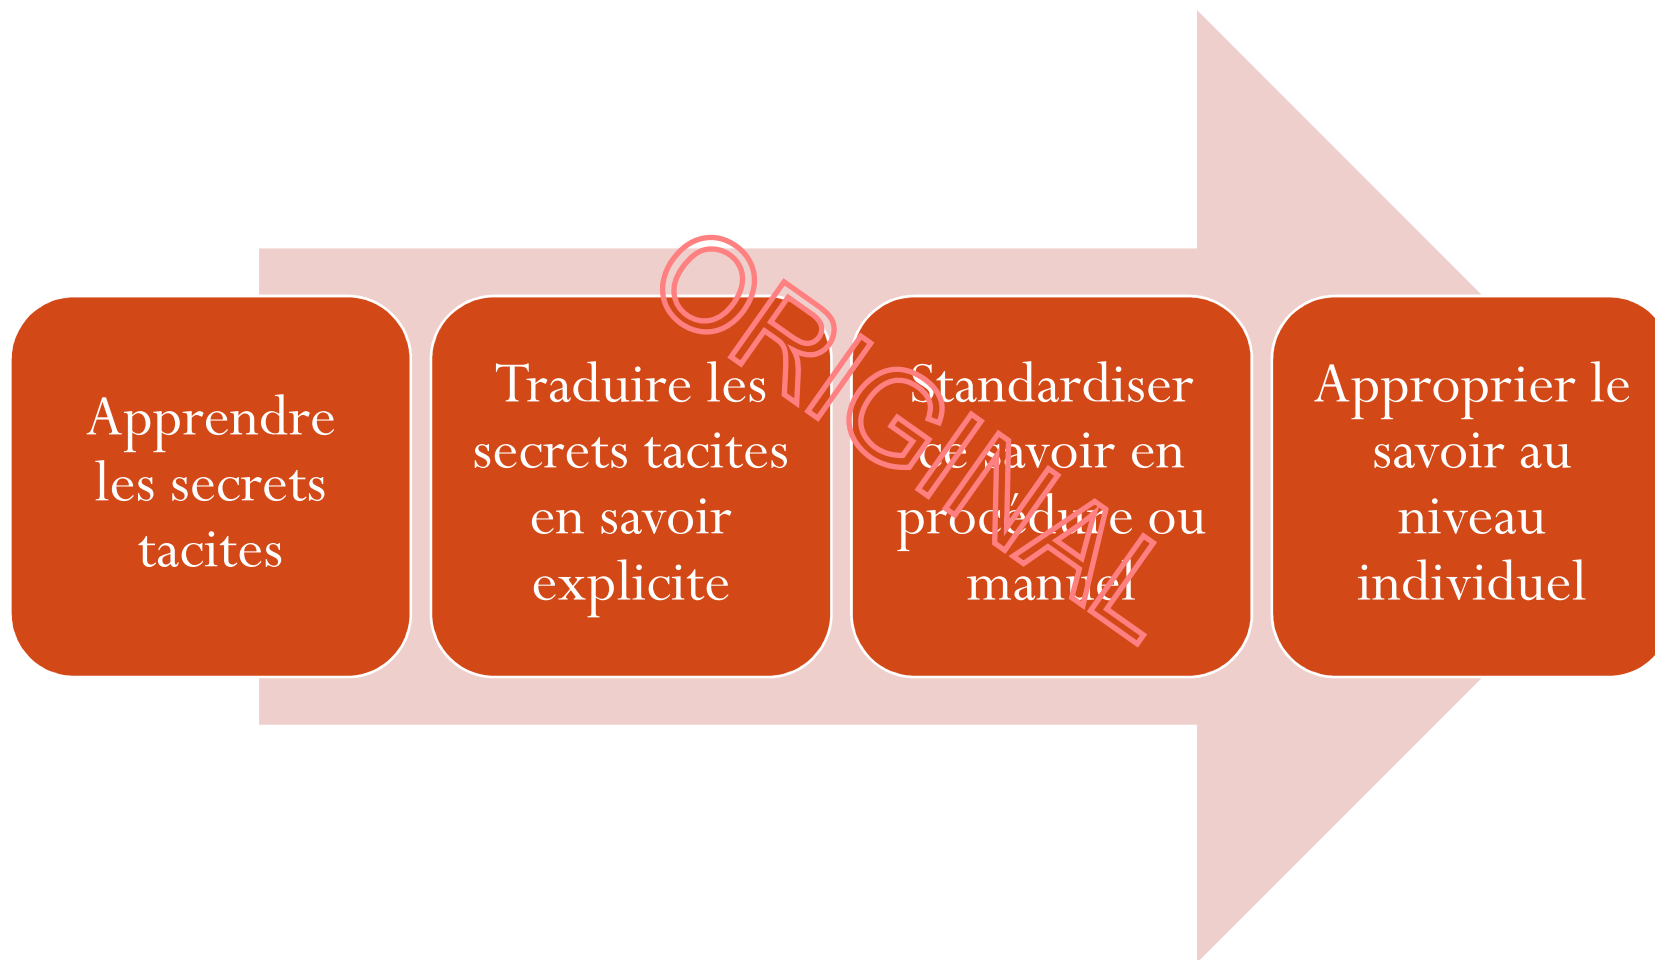 Apprendre
les secrets
tacites
Traduire les
secrets tacites
en savoir
explicite
Standardiser
ce savoir en
procédure ou
manuel
Approprier le
savoir au
niveau
individuel
ORIGINAL